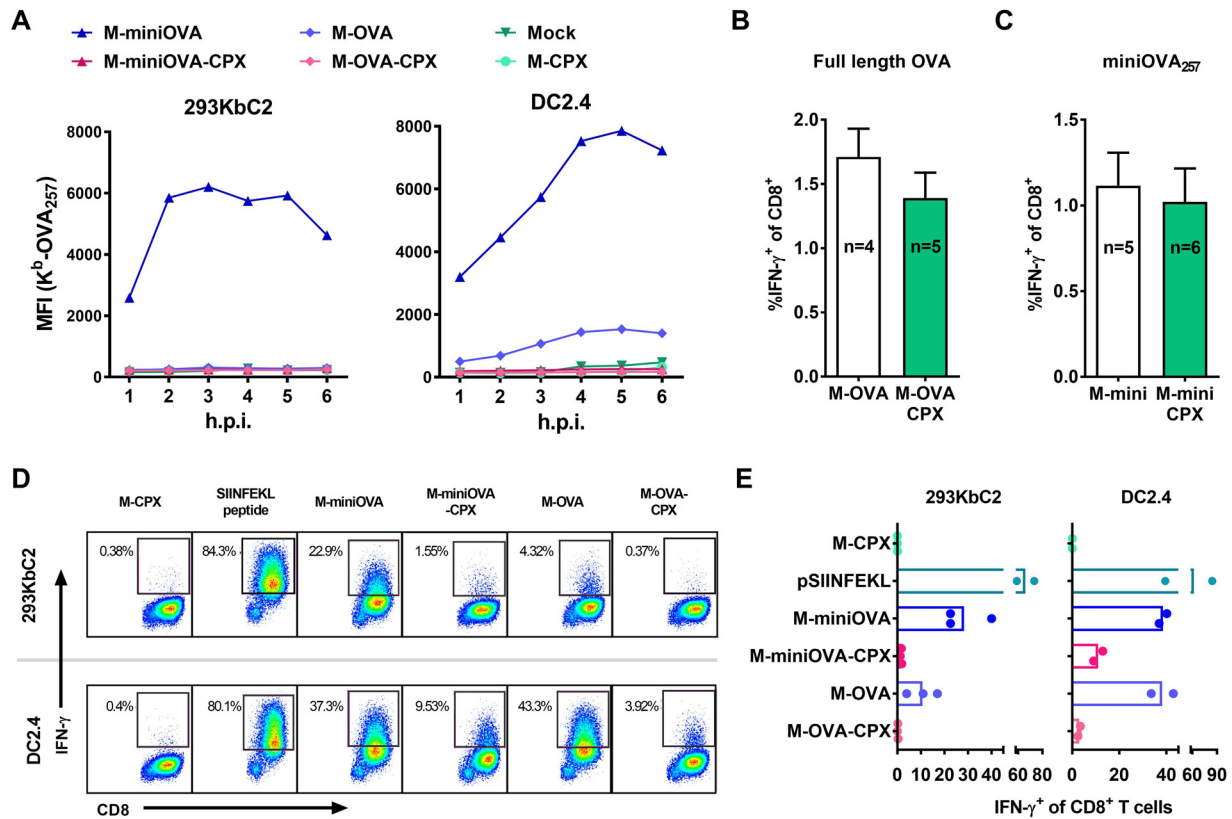 A
M-miniOVA
M-OVA
Mock
M-miniOVA-CPX
M-OVA-CPX
M-CPX
293KbC2
DC2.4
MFI (Kᵇ-OVA₂₅₇)
8000
6000
4000
2000
0
1 2 3 4 5 6
h.p.i.
8000
6000
4000
2000
0
1 2 3 4 5 6
h.p.i.
B
Full length OVA
%IFN-γ⁺ of CD8⁺
2.0
1.5
1.0
0.5
0.0
n=4
n=5
M-OVA
M-OVA
CPX
C
miniOVA₂₅₇
%IFN-γ⁺ of CD8⁺
1.5
1.0
0.5
0.0
n=5
n=6
M-mini
M-mini
CPX
D
M-CPX
SIINFEKL
peptide
M-miniOVA
M-miniOVA
-CPX
M-OVA
M-OVA-
CPX
293KbC2
0.38%
84.3%
22.9%
1.55%
4.32%
0.37%
DC2.4
IFN-γ
0.4%
80.1%
37.3%
9.53%
43.3%
3.92%
CD8
E
293KbC2
DC2.4
M-CPX
pSIINFEKL
M-miniOVA
M-miniOVA-CPX
M-OVA
M-OVA-CPX
0 10 20 30 40 60 80
0 20 40 60 90
IFN-γ⁺ of CD8⁺ T cells